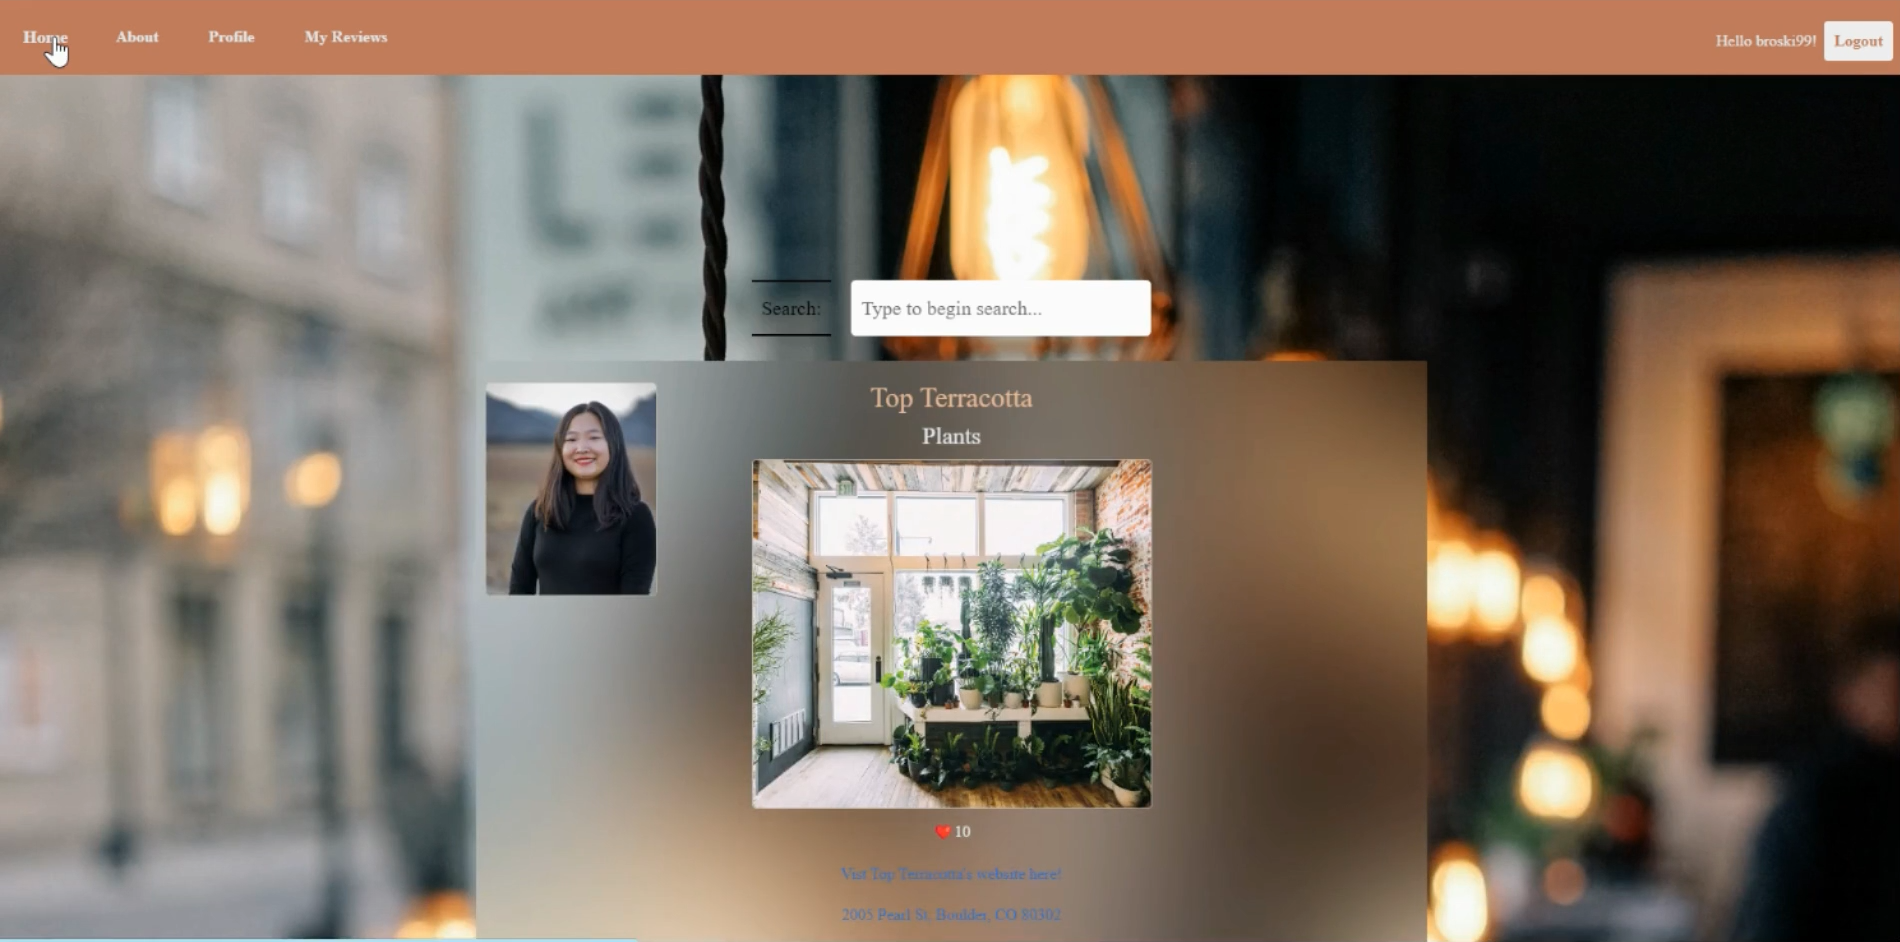 Home About Profile My Reviews Hello broski99! Logout
Search: Type to begin search...
Top Terracotta
Plants
❤️ 10
Vist Top Terracotta's website here!
2005 Pearl St. Boulder, CO 80302